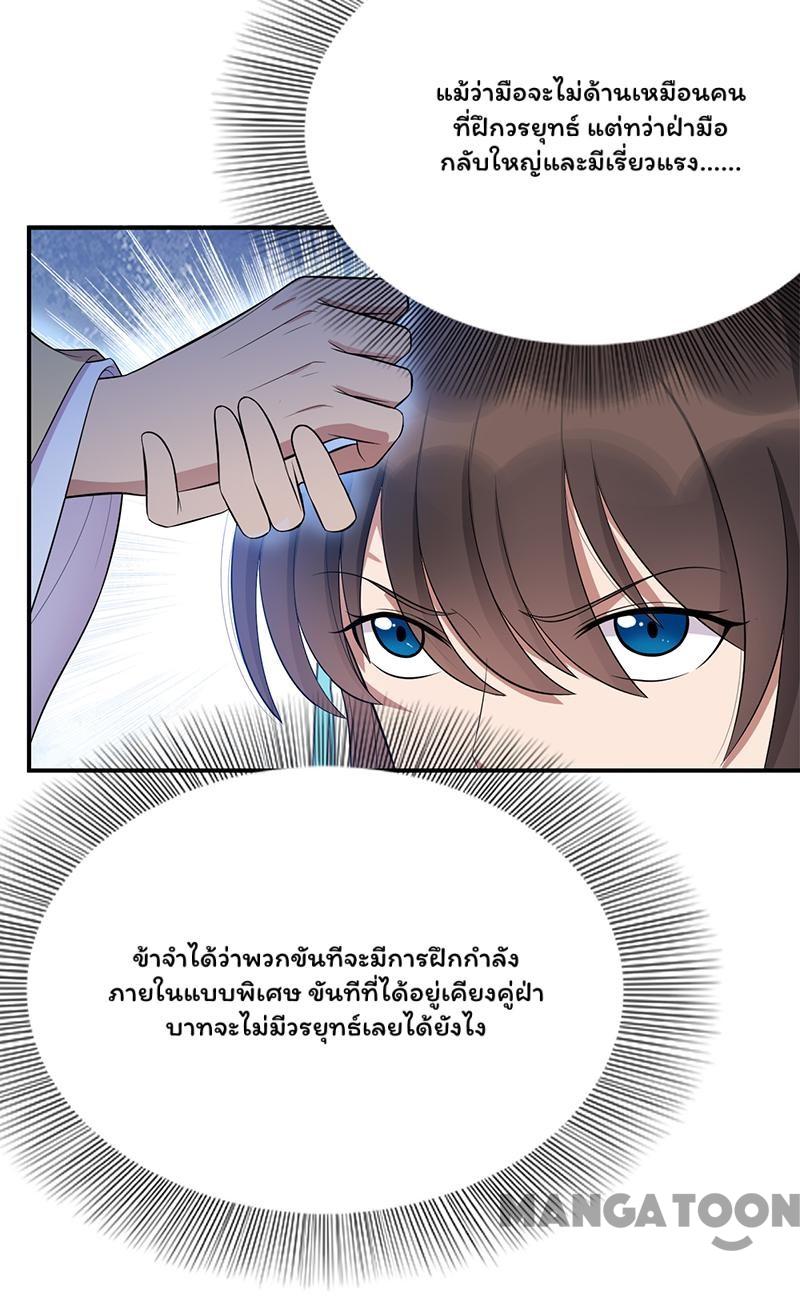 แม้ว่ามือจะไม่ด้านเหมือนคน
ที่ฝึกวรยุทธ์ แต่ทว่าฝ่ามือ
กลับใหญ่และมีเรี่ยวแรง......
ข้าจำได้ว่าพวกขันทีจะมีการฝึกกำลัง
ภายในแบบพิเศษ ขันทีที่ได้อยู่เคียงคู่ฝ่า
บาทจะไม่มีวรยุทธ์เลยได้ยังไง
MANGATOON